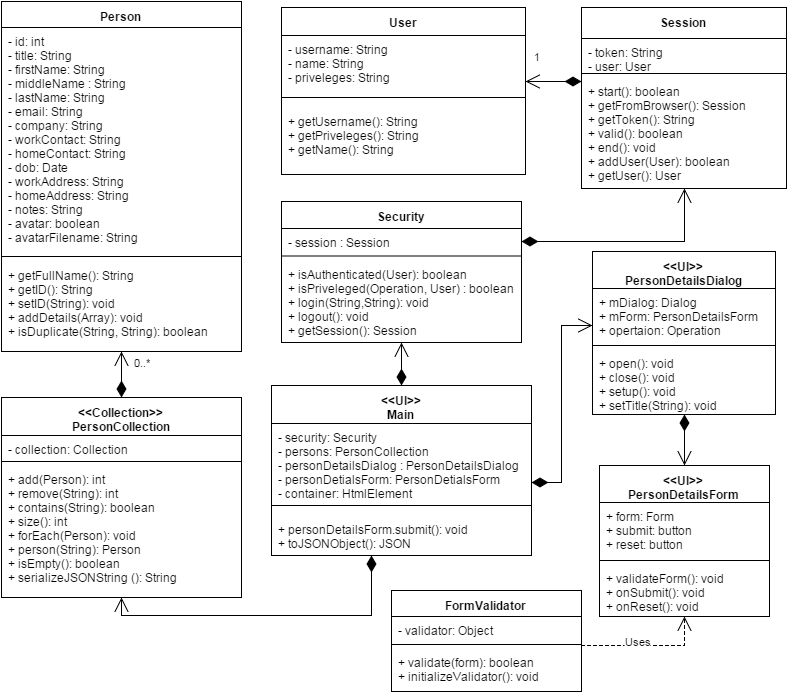 Person
- id: int
- title: String
- firstName: String
- middleName : String
- lastName: String
- email: String
- company: String
- workContact: String
- homeContact: String
- dob: Date
- workAddress: String
- homeAddress: String
- notes: String
- avatar: boolean
- avatarFilename: String
+ getFullName(): String
+ getID(): String
+ setID(String): void
+ addDetails(Array): void
+ isDuplicate(String, String): boolean
User
- username: String
- name: String
- priveleges: String
+ getUsername(): String
+ getPriveleges(): String
+ getName(): String
1
Session
- token: String
- user: User
+ start(): boolean
+ getFromBrowser(): Session
+ getToken(): String
+ valid(): boolean
+ end(): void
+ addUser(User): boolean
+ getUser(): User
Security
- session : Session
+ isAuthenticated(User): boolean
+ isPriveleged(Operation, User) : boolean
+ login(String,String): void
+ logout(): void
+ getSession(): Session
<<UI>>
PersonDetailsDialog
+ mDialog: Dialog
+ mForm: PersonDetailsForm
+ opertaion: Operation
+ open(): void
+ close(): void
+ setup(): void
+ setTitle(String): void
0..*
<<Collection>>
PersonCollection
- collection: Collection
+ add(Person): int
+ remove(String): int
+ contains(String): boolean
+ size(): int
+ forEach(Person): void
+ person(String): Person
+ isEmpty(): boolean
+ serializeJSONString (): String
<<UI>>
Main
- security: Security
- persons: PersonCollection
- personDetailsDialog : PersonDetailsDialog
- personDetialsForm: PersonDetialsForm
- container: HtmlElement
+ personDetailsForm.submit(): void
+ toJSONObject(): JSON
<<UI>>
PersonDetailsForm
+ form: Form
+ submit: button
+ reset: button
+ validateForm(): void
+ onSubmit(): void
+ onReset(): void
FormValidator
- validator: Object
+ validate(form): boolean
+ initializeValidator(): void
Uses